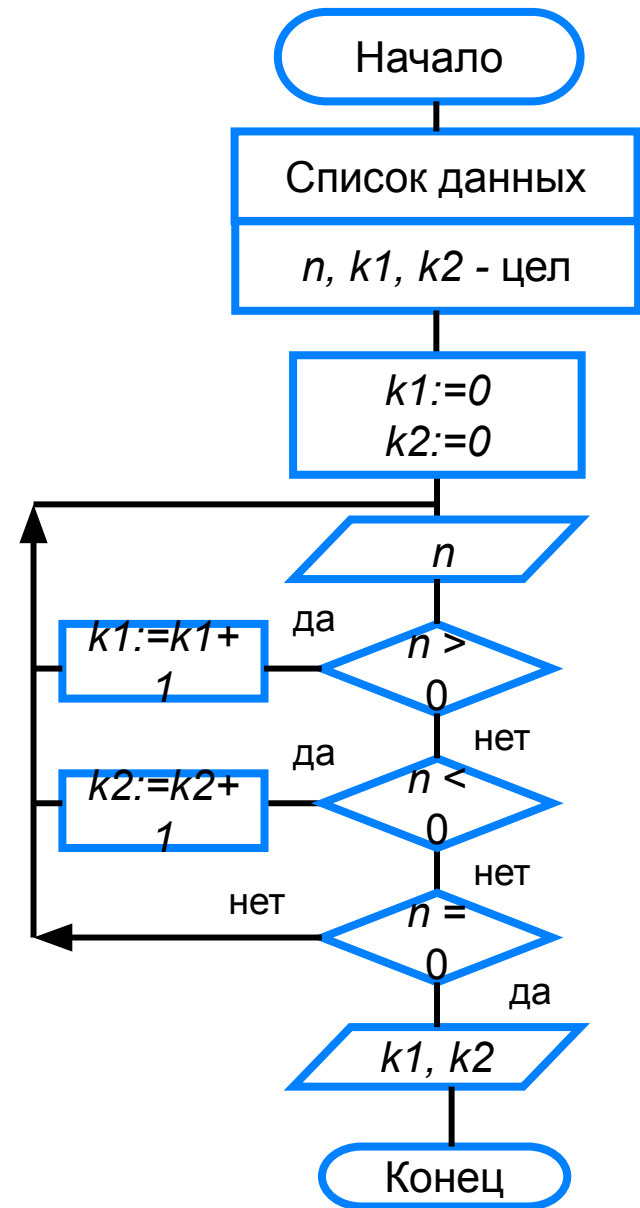 Начало
Список данных
n, k1, k2 - цел
k1:=0
k2:=0
n
да
k1:=k1+
1
n >
0
нет
да
k2:=k2+
1
n <
0
нет
нет
n =
0
да
k1, k2
Конец